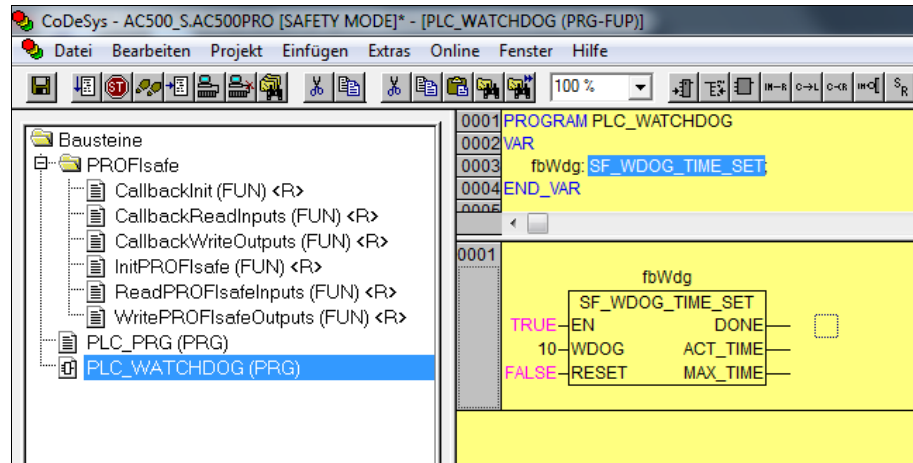 CoDeSys - AC500_S.AC500PRO [SAFETY MODE]* - [PLC_WATCHDOG (PRG-FUP)]
Datei Bearbeiten Projekt Einfügen Extras Online Fenster Hilfe
100 %
Bausteine
PROFIsafe
CallbackInit (FUN) <R>
CallbackReadInputs (FUN) <R>
CallbackWriteOutputs (FUN) <R>
InitPROFIsafe (FUN) <R>
ReadPROFIsafeInputs (FUN) <R>
WritePROFIsafeOutputs (FUN) <R>
PLC_PRG (PRG)
PLC_WATCHDOG (PRG)
0001 PROGRAM PLC_WATCHDOG
0002 VAR
0003 fbWdg: SF_WDOG_TIME_SET;
0004 END_VAR
0005
0001
fbWdg
SF_WDOG_TIME_SET
TRUE EN DONE
10 WDOG ACT_TIME
FALSE RESET MAX_TIME